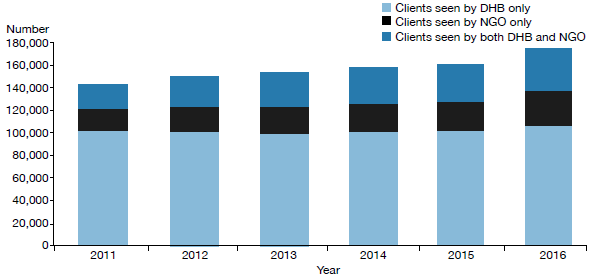 Clients seen by DHB only
Clients seen by NGO only
Clients seen by both DHB and NGO
Number
180,000
160,000
140,000
120,000
100,000
80,000
60,000
40,000
20,000
0
2011 2012 2013 2014 2015 2016
Year